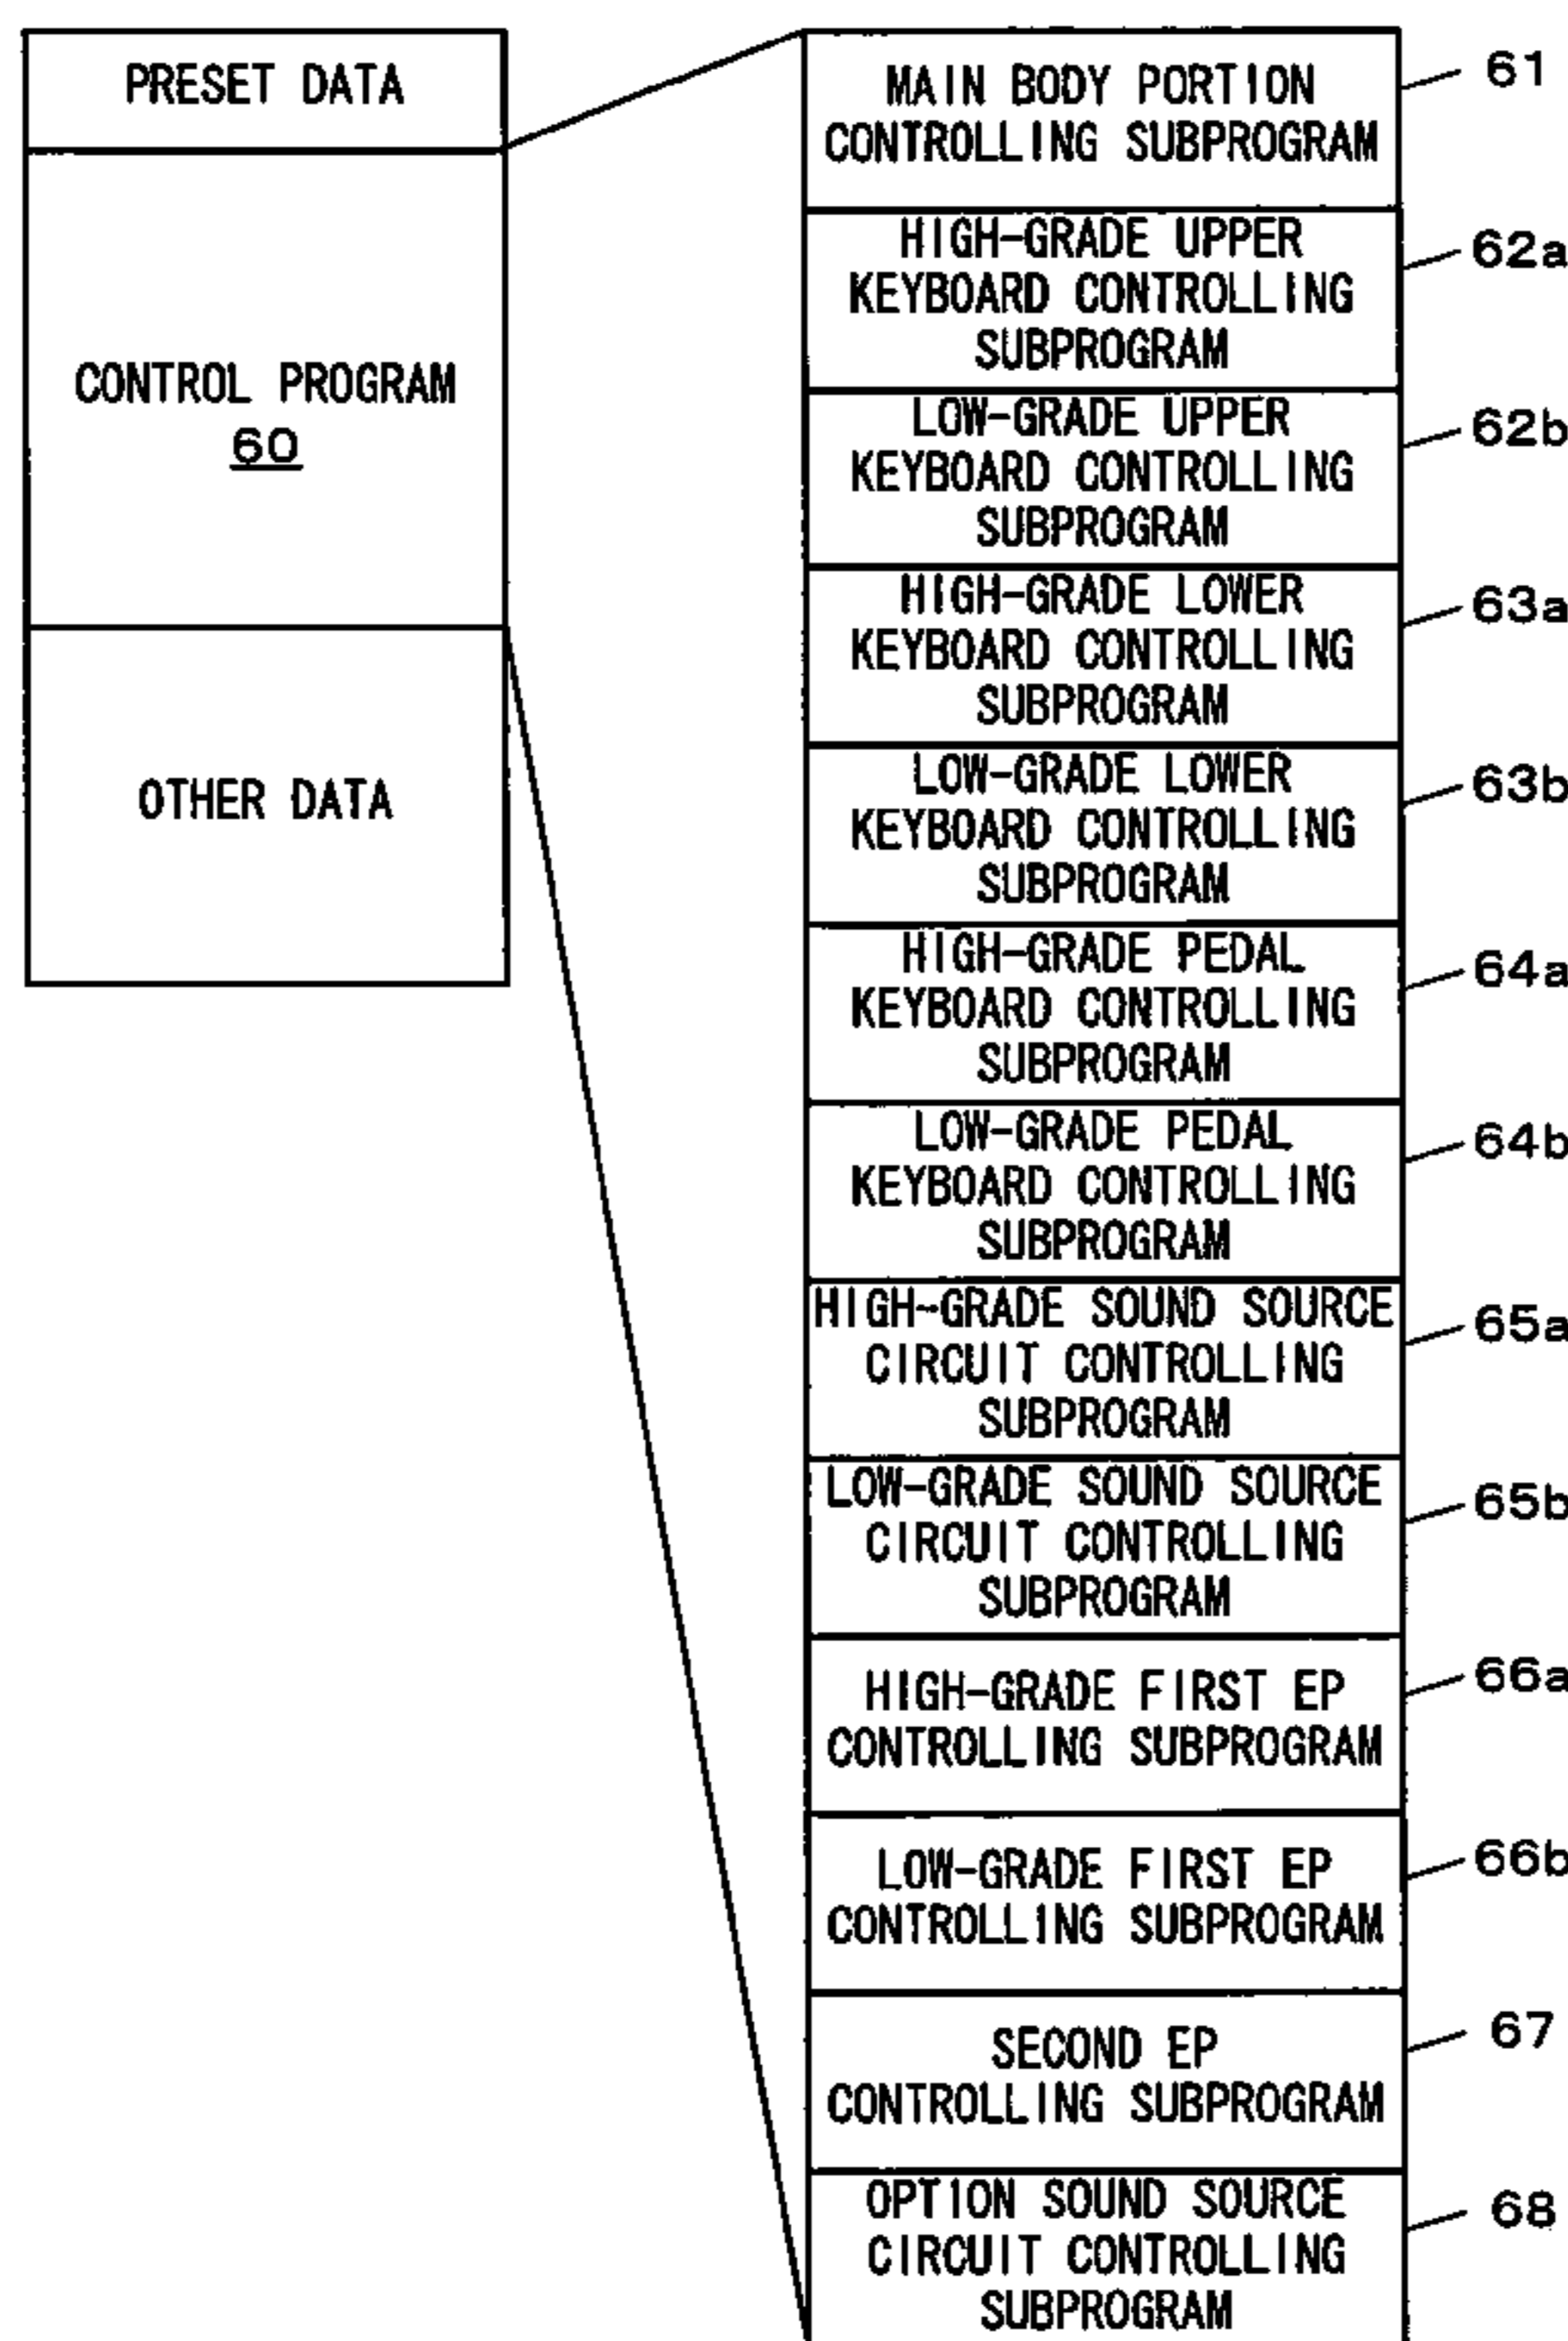 PRESET DATA
CONTROL PROGRAM
60
OTHER DATA
MAIN BODY PORTION
CONTROLLING SUBPROGRAM
61
HIGH-GRADE UPPER
KEYBOARD CONTROLLING
SUBPROGRAM
62a
LOW-GRADE UPPER
KEYBOARD CONTROLLING
SUBPROGRAM
62b
HIGH-GRADE LOWER
KEYBOARD CONTROLLING
SUBPROGRAM
63a
LOW-GRADE LOWER
KEYBOARD CONTROLLING
SUBPROGRAM
63b
HIGH-GRADE PEDAL
KEYBOARD CONTROLLING
SUBPROGRAM
64a
LOW-GRADE PEDAL
KEYBOARD CONTROLLING
SUBPROGRAM
64b
HIGH-GRADE SOUND SOURCE
CIRCUIT CONTROLLING
SUBPROGRAM
65a
LOW-GRADE SOUND SOURCE
CIRCUIT CONTROLLING
SUBPROGRAM
65b
HIGH-GRADE FIRST EP
CONTROLLING SUBPROGRAM
66a
LOW-GRADE FIRST EP
CONTROLLING SUBPROGRAM
66b
SECOND EP
CONTROLLING SUBPROGRAM
67
OPTION SOUND SOURCE
CIRCUIT CONTROLLING
SUBPROGRAM
68